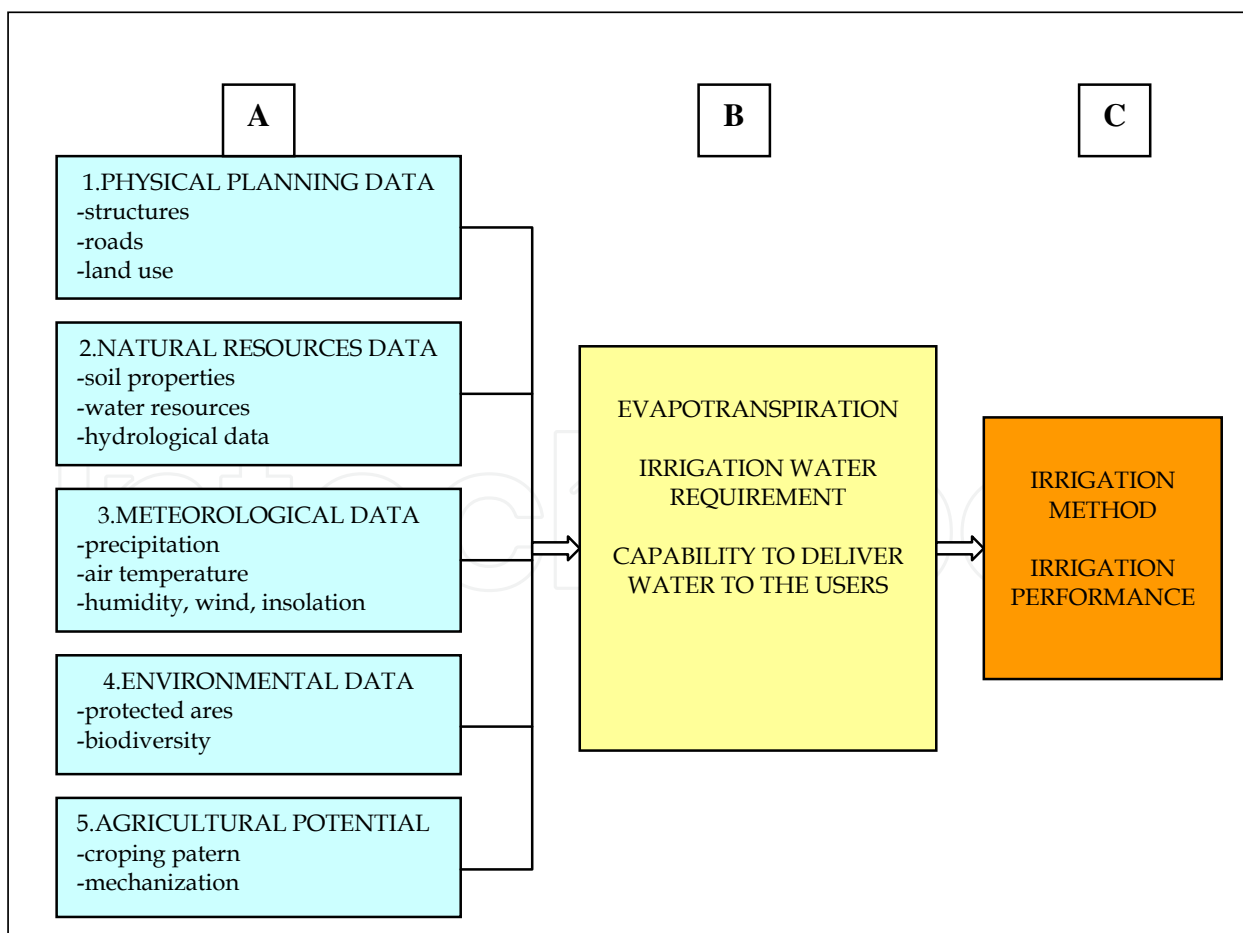 A
1.PHYSICAL PLANNING DATA
-structures
-roads
-land use
2.NATURAL RESOURCES DATA
-soil properties
-water resources
-hydrological data
3.METEOROLOGICAL DATA
-precipitation
-air temperature
-humidity, wind, insolation
4.ENVIRONMENTAL DATA
-protected ares
-biodiversity
5.AGRICULTURAL POTENTIAL
-croping patern
-mechanization
B
EVAPOTRANSPIRATION
IRRIGATION WATER
REQUIREMENT
CAPABILITY TO DELIVER
WATER TO THE USERS
C
IRRIGATION
METHOD
IRRIGATION
PERFORMANCE